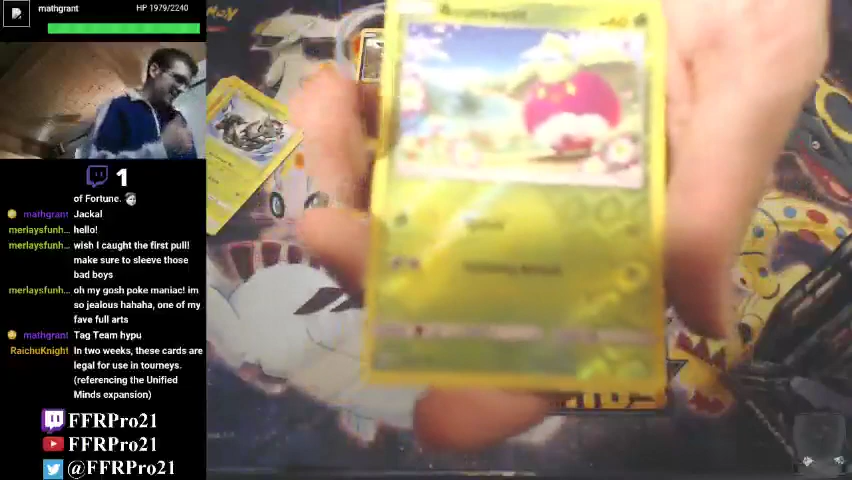 mathgrant HP 1979/2240
1
of Fortune.
mathgrant Jackal
merlaysfunh... hello!
merlaysfunh... wish I caught the first pull!
make sure to sleeve those
bad boys
merlaysfunh... oh my gosh poke maniac! im
so jealous hahaha, one of my
fave full arts
mathgrant Tag Team hypu
RaichuKnight In two weeks, these cards are
legal for use in tourneys.
(referencing the Unified
Minds expansion)
FFRPro21
FFRPro21
@FFRPro21